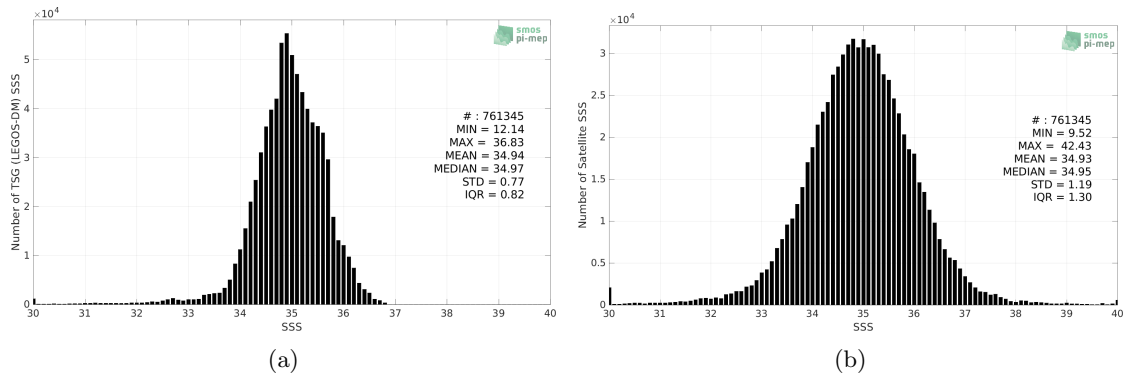 ×10⁴
smos
pi-mep
Number of TSG (LEGOS-DM) SSS
5
4
3
2
1
0
# : 761345
MIN = 12.14
MAX = 36.83
MEAN = 34.94
MEDIAN = 34.97
STD = 0.77
IQR = 0.82
30 31 32 33 34 35 36 37 38 39 40
SSS
(a)
×10⁴
smos
pi-mep
Number of Satellite SSS
3
2.5
2
1.5
1
0.5
0
# : 761345
MIN = 9.52
MAX = 42.43
MEAN = 34.93
MEDIAN = 34.95
STD = 1.19
IQR = 1.30
30 31 32 33 34 35 36 37 38 39 40
SSS
(b)